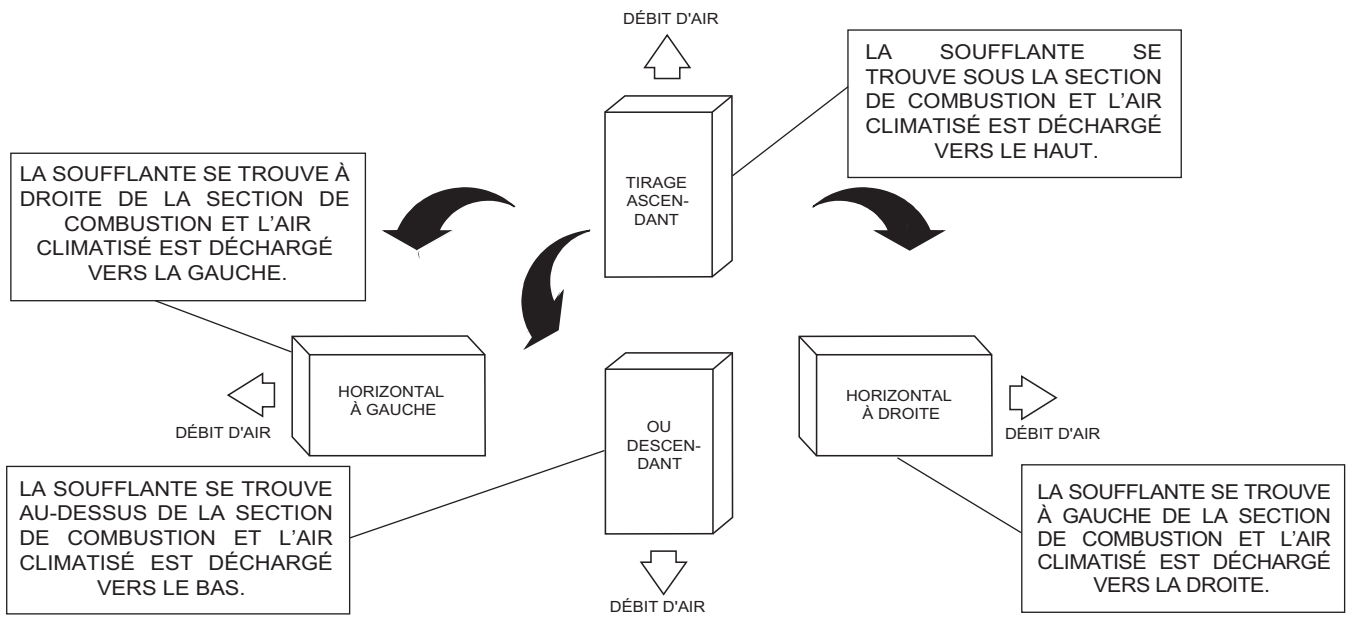 DÉBIT D'AIR
LA SOUFFLANTE SE
TROUVE SOUS LA SECTION
DE COMBUSTION ET L'AIR
CLIMATISÉ EST DÉCHARGÉ
VERS LE HAUT.
TIRAGE
ASCEN-
DANT
LA SOUFFLANTE SE TROUVE À
DROITE DE LA SECTION DE
COMBUSTION ET L'AIR
CLIMATISÉ EST DÉCHARGÉ
VERS LA GAUCHE.
HORIZONTAL
À GAUCHE
DÉBIT D'AIR
OU
DESCEN-
DANT
HORIZONTAL
À DROITE
DÉBIT D'AIR
LA SOUFFLANTE SE TROUVE
AU-DESSUS DE LA SECTION
DE COMBUSTION ET L'AIR
CLIMATISÉ EST DÉCHARGÉ
VERS LE BAS.
DÉBIT D'AIR
LA SOUFFLANTE SE TROUVE
À GAUCHE DE LA SECTION
DE COMBUSTION ET L'AIR
CLIMATISÉ EST DÉCHARGÉ
VERS LA DROITE.